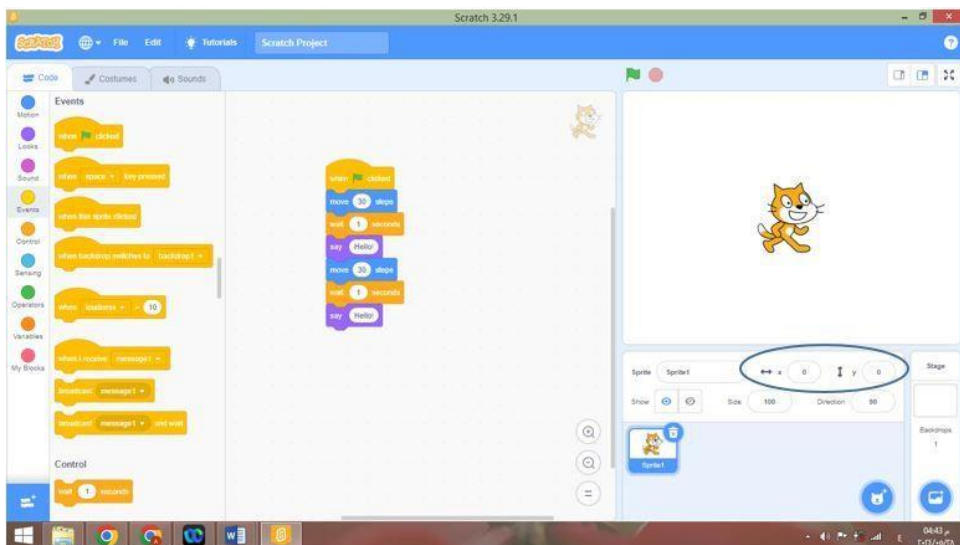 Scratch 3.29.1
SCRATCH File Edit Tutorials Scratch Project
Code Costumes Sounds
Motion
Looks
Sound
Events
Control
Sensing
Operators
Variables
My Blocks
Events
when clicked
when space key pressed
when this sprite clicked
when backdrop switches to backdrop1
when loudness > 10
when I receive message1
broadcast message1
broadcast message1 and wait
Control
wait 1 seconds
when clicked
move 30 steps
wait 1 seconds
say Hello!
move 30 steps
wait 1 seconds
say Hello!
Sprite Sprite1 x 0 y 0
Show Size 100 Direction 90
Sprite1
Stage
Backdrops
1
W
E
04:43 م